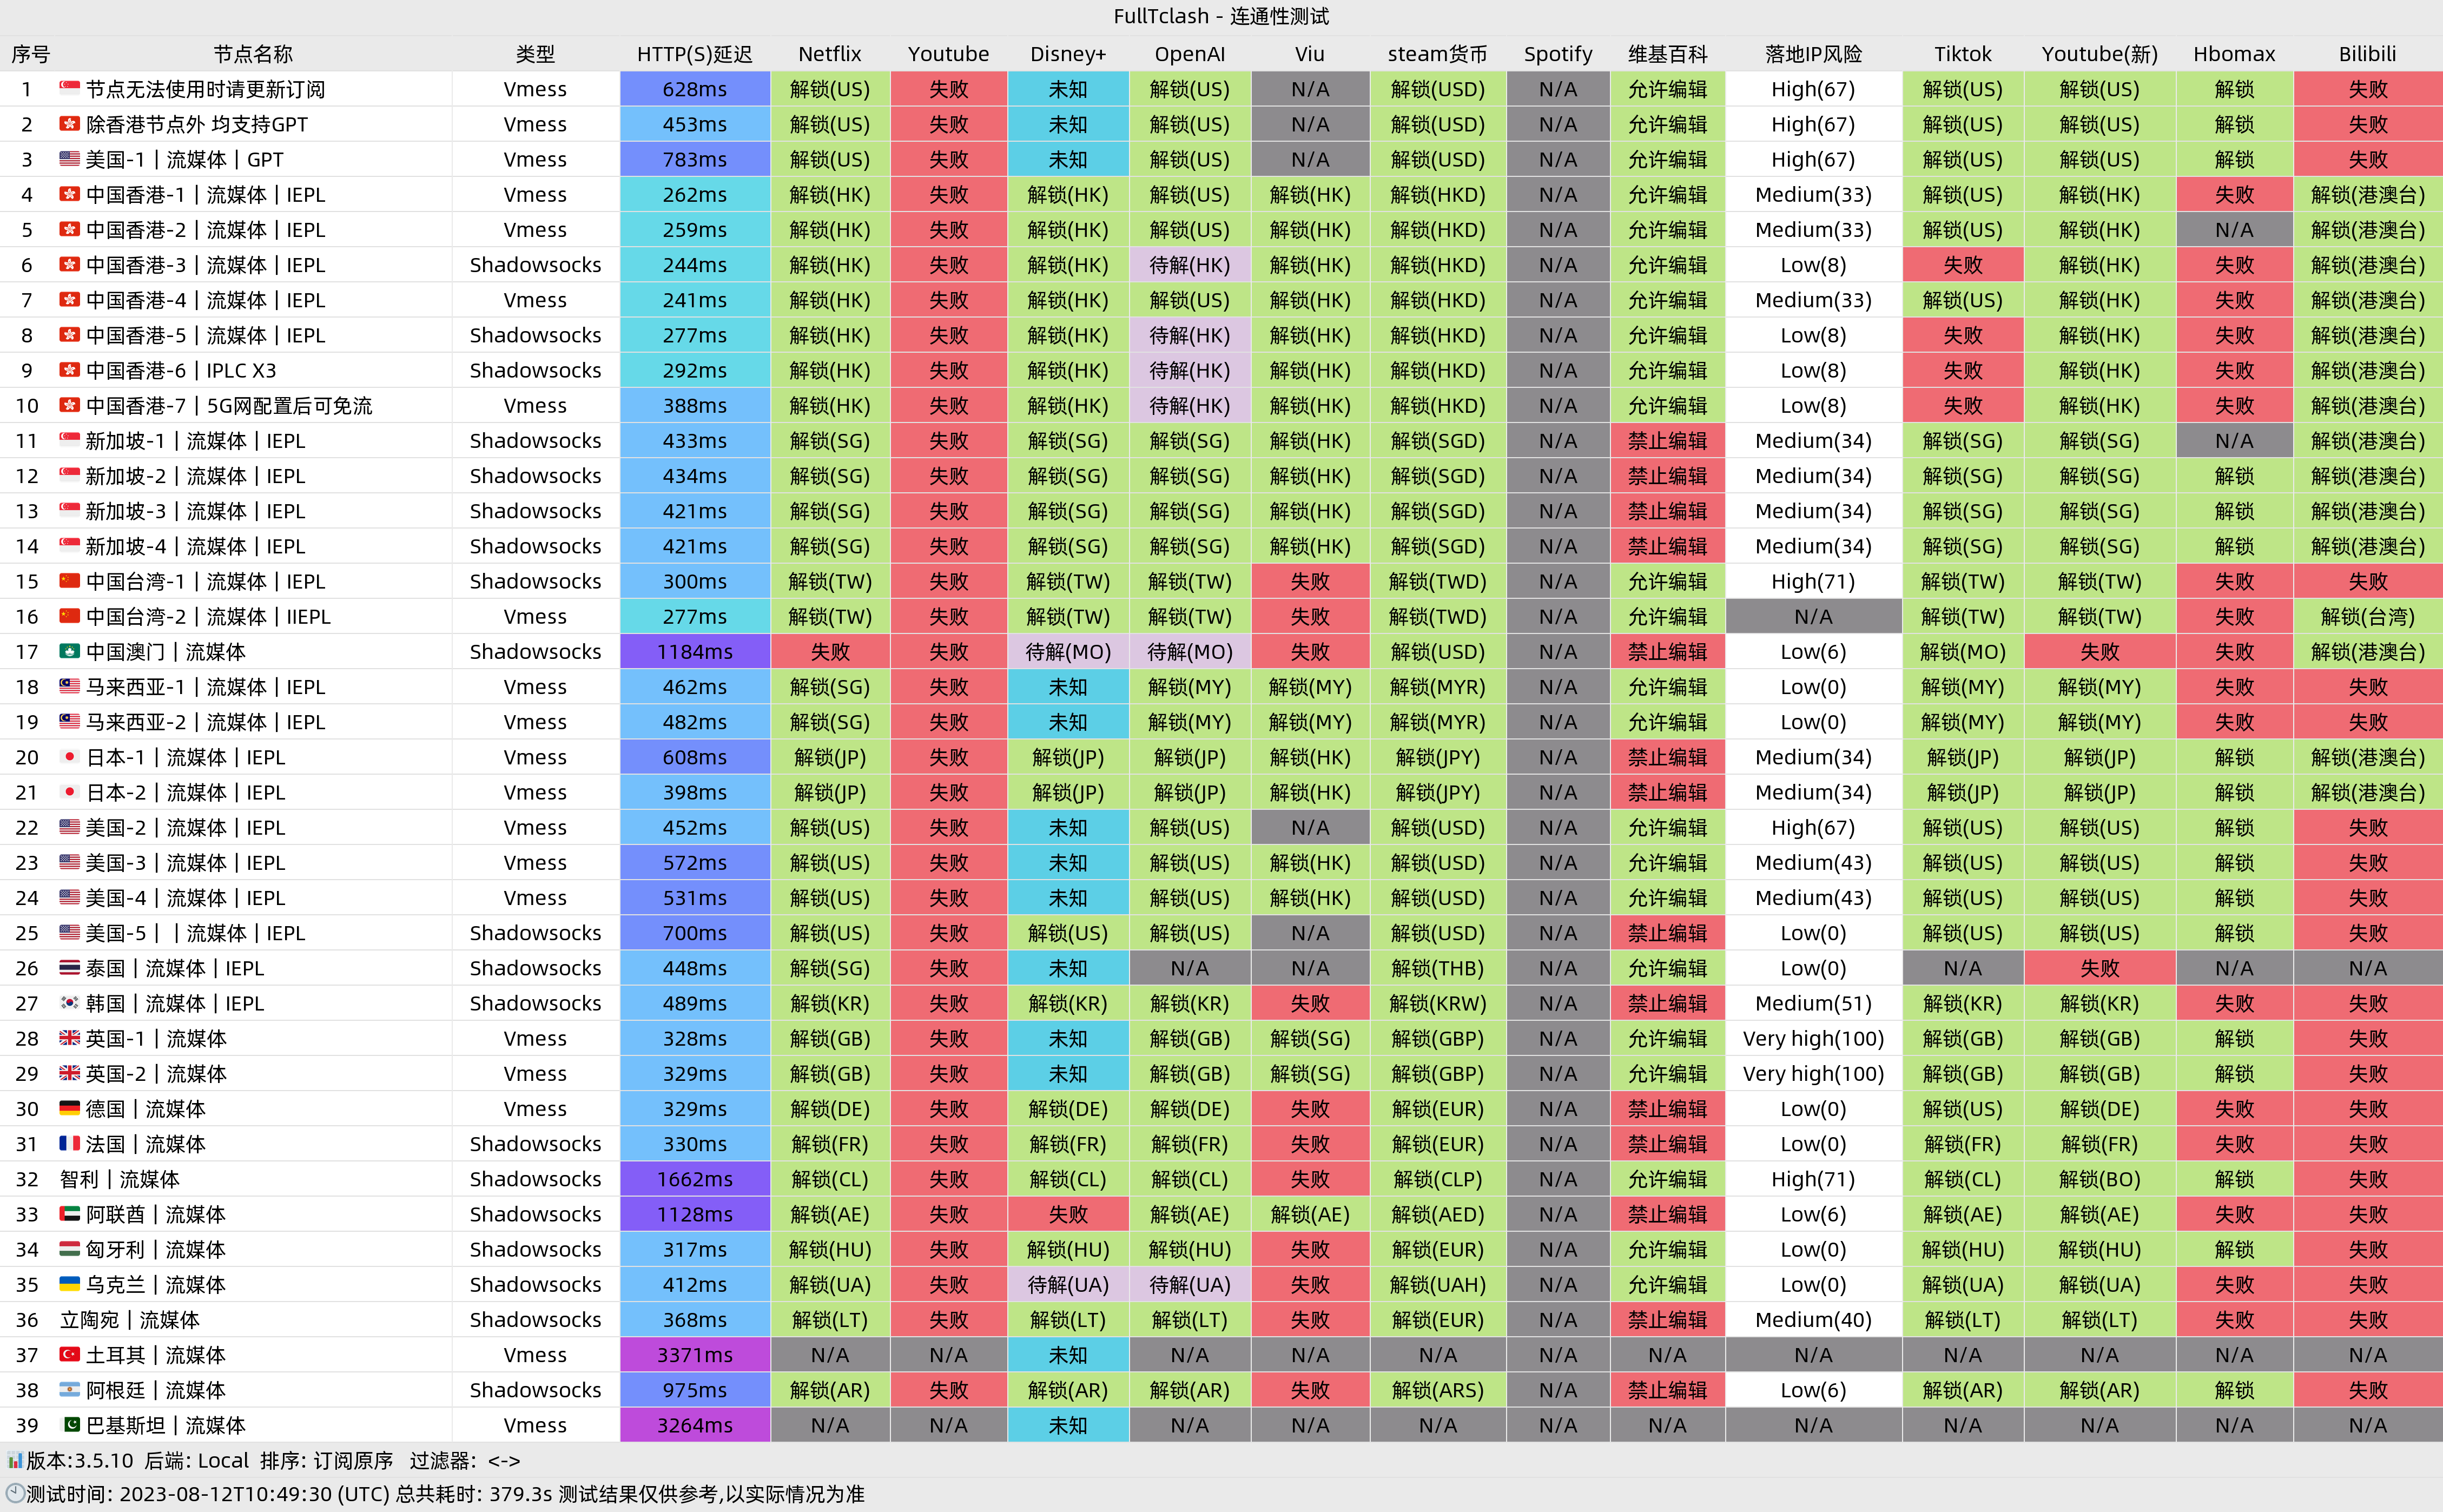 FullTclash - 连通性测试
序号 节点名称 类型 HTTP(S)延迟 Netflix Youtube Disney+ OpenAI Viu steam货币 Spotify 维基百科 落地IP风险 Tiktok Youtube(新) Hbomax Bilibili
1 节点无法使用时请更新订阅 Vmess 628ms 解锁(US) 失败 未知 解锁(US) N/A 解锁(USD) N/A 允许编辑 High(67) 解锁(US) 解锁(US) 解锁 失败
2 除香港节点外 均支持GPT Vmess 453ms 解锁(US) 失败 未知 解锁(US) N/A 解锁(USD) N/A 允许编辑 High(67) 解锁(US) 解锁(US) 解锁 失败
3 美国-1 | 流媒体 | GPT Vmess 783ms 解锁(US) 失败 未知 解锁(US) N/A 解锁(USD) N/A 允许编辑 High(67) 解锁(US) 解锁(US) 解锁 失败
4 中国香港-1 | 流媒体 | IEPL Vmess 262ms 解锁(HK) 失败 解锁(HK) 解锁(US) 解锁(HK) 解锁(HKD) N/A 允许编辑 Medium(33) 解锁(US) 解锁(HK) 失败 解锁(港澳台)
5 中国香港-2 | 流媒体 | IEPL Vmess 259ms 解锁(HK) 失败 解锁(HK) 解锁(US) 解锁(HK) 解锁(HKD) N/A 允许编辑 Medium(33) 解锁(US) 解锁(HK) N/A 解锁(港澳台)
6 中国香港-3 | 流媒体 | IEPL Shadowsocks 244ms 解锁(HK) 失败 解锁(HK) 待解(HK) 解锁(HK) 解锁(HKD) N/A 允许编辑 Low(8) 失败 解锁(HK) 失败 解锁(港澳台)
7 中国香港-4 | 流媒体 | IEPL Vmess 241ms 解锁(HK) 失败 解锁(HK) 解锁(US) 解锁(HK) 解锁(HKD) N/A 允许编辑 Medium(33) 解锁(US) 解锁(HK) 失败 解锁(港澳台)
8 中国香港-5 | 流媒体 | IEPL Shadowsocks 277ms 解锁(HK) 失败 解锁(HK) 待解(HK) 解锁(HK) 解锁(HKD) N/A 允许编辑 Low(8) 失败 解锁(HK) 失败 解锁(港澳台)
9 中国香港-6 | IPLC X3 Shadowsocks 292ms 解锁(HK) 失败 解锁(HK) 待解(HK) 解锁(HK) 解锁(HKD) N/A 允许编辑 Low(8) 失败 解锁(HK) 失败 解锁(港澳台)
10 中国香港-7 | 5G网配置后可免流 Vmess 388ms 解锁(HK) 失败 解锁(HK) 待解(HK) 解锁(HK) 解锁(HKD) N/A 允许编辑 Low(8) 失败 解锁(HK) 失败 解锁(港澳台)
11 新加坡-1 | 流媒体 | IEPL Shadowsocks 433ms 解锁(SG) 失败 解锁(SG) 解锁(SG) 解锁(HK) 解锁(SGD) N/A 禁止编辑 Medium(34) 解锁(SG) 解锁(SG) N/A 解锁(港澳台)
12 新加坡-2 | 流媒体 | IEPL Shadowsocks 434ms 解锁(SG) 失败 解锁(SG) 解锁(SG) 解锁(HK) 解锁(SGD) N/A 禁止编辑 Medium(34) 解锁(SG) 解锁(SG) 解锁 解锁(港澳台)
13 新加坡-3 | 流媒体 | IEPL Shadowsocks 421ms 解锁(SG) 失败 解锁(SG) 解锁(SG) 解锁(HK) 解锁(SGD) N/A 禁止编辑 Medium(34) 解锁(SG) 解锁(SG) 解锁 解锁(港澳台)
14 新加坡-4 | 流媒体 | IEPL Shadowsocks 421ms 解锁(SG) 失败 解锁(SG) 解锁(SG) 解锁(HK) 解锁(SGD) N/A 禁止编辑 Medium(34) 解锁(SG) 解锁(SG) 解锁 解锁(港澳台)
15 中国台湾-1 | 流媒体 | IEPL Shadowsocks 300ms 解锁(TW) 失败 解锁(TW) 解锁(TW) 失败 解锁(TWD) N/A 允许编辑 High(71) 解锁(TW) 解锁(TW) 失败 失败
16 中国台湾-2 | 流媒体 | IIEPL Vmess 277ms 解锁(TW) 失败 解锁(TW) 解锁(TW) 失败 解锁(TWD) N/A 允许编辑 N/A 解锁(TW) 解锁(TW) 失败 解锁(台湾)
17 中国澳门 | 流媒体 Shadowsocks 1184ms 失败 失败 待解(MO) 待解(MO) 失败 解锁(USD) N/A 禁止编辑 Low(6) 解锁(MO) 失败 失败 解锁(港澳台)
18 马来西亚-1 | 流媒体 | IEPL Vmess 462ms 解锁(SG) 失败 未知 解锁(MY) 解锁(MY) 解锁(MYR) N/A 允许编辑 Low(0) 解锁(MY) 解锁(MY) 失败 失败
19 马来西亚-2 | 流媒体 | IEPL Vmess 482ms 解锁(SG) 失败 未知 解锁(MY) 解锁(MY) 解锁(MYR) N/A 允许编辑 Low(0) 解锁(MY) 解锁(MY) 失败 失败
20 日本-1 | 流媒体 | IEPL Vmess 608ms 解锁(JP) 失败 解锁(JP) 解锁(JP) 解锁(HK) 解锁(JPY) N/A 禁止编辑 Medium(34) 解锁(JP) 解锁(JP) 解锁 解锁(港澳台)
21 日本-2 | 流媒体 | IEPL Vmess 398ms 解锁(JP) 失败 解锁(JP) 解锁(JP) 解锁(HK) 解锁(JPY) N/A 禁止编辑 Medium(34) 解锁(JP) 解锁(JP) 解锁 解锁(港澳台)
22 美国-2 | 流媒体 | IEPL Vmess 452ms 解锁(US) 失败 未知 解锁(US) N/A 解锁(USD) N/A 允许编辑 High(67) 解锁(US) 解锁(US) 解锁 失败
23 美国-3 | 流媒体 | IEPL Vmess 572ms 解锁(US) 失败 未知 解锁(US) 解锁(HK) 解锁(USD) N/A 允许编辑 Medium(43) 解锁(US) 解锁(US) 解锁 失败
24 美国-4 | 流媒体 | IEPL Vmess 531ms 解锁(US) 失败 未知 解锁(US) 解锁(HK) 解锁(USD) N/A 允许编辑 Medium(43) 解锁(US) 解锁(US) 解锁 失败
25 美国-5 | | 流媒体 | IEPL Shadowsocks 700ms 解锁(US) 失败 解锁(US) 解锁(US) N/A 解锁(USD) N/A 禁止编辑 Low(0) 解锁(US) 解锁(US) 解锁 失败
26 泰国 | 流媒体 | IEPL Shadowsocks 448ms 解锁(SG) 失败 未知 N/A N/A 解锁(THB) N/A 允许编辑 Low(0) N/A 失败 N/A N/A
27 韩国 | 流媒体 | IEPL Shadowsocks 489ms 解锁(KR) 失败 解锁(KR) 解锁(KR) 失败 解锁(KRW) N/A 禁止编辑 Medium(51) 解锁(KR) 解锁(KR) 失败 失败
28 英国-1 | 流媒体 Vmess 328ms 解锁(GB) 失败 未知 解锁(GB) 解锁(SG) 解锁(GBP) N/A 允许编辑 Very high(100) 解锁(GB) 解锁(GB) 解锁 失败
29 英国-2 | 流媒体 Vmess 329ms 解锁(GB) 失败 未知 解锁(GB) 解锁(SG) 解锁(GBP) N/A 允许编辑 Very high(100) 解锁(GB) 解锁(GB) 解锁 失败
30 德国 | 流媒体 Vmess 329ms 解锁(DE) 失败 解锁(DE) 解锁(DE) 失败 解锁(EUR) N/A 禁止编辑 Low(0) 解锁(US) 解锁(DE) 失败 失败
31 法国 | 流媒体 Shadowsocks 330ms 解锁(FR) 失败 解锁(FR) 解锁(FR) 失败 解锁(EUR) N/A 禁止编辑 Low(0) 解锁(FR) 解锁(FR) 失败 失败
32 智利 | 流媒体 Shadowsocks 1662ms 解锁(CL) 失败 解锁(CL) 解锁(CL) 失败 解锁(CLP) N/A 允许编辑 High(71) 解锁(CL) 解锁(BO) 解锁 失败
33 阿联酋 | 流媒体 Shadowsocks 1128ms 解锁(AE) 失败 失败 解锁(AE) 解锁(AE) 解锁(AED) N/A 禁止编辑 Low(6) 解锁(AE) 解锁(AE) 失败 失败
34 匈牙利 | 流媒体 Shadowsocks 317ms 解锁(HU) 失败 解锁(HU) 解锁(HU) 失败 解锁(EUR) N/A 允许编辑 Low(0) 解锁(HU) 解锁(HU) 解锁 失败
35 乌克兰 | 流媒体 Shadowsocks 412ms 解锁(UA) 失败 待解(UA) 待解(UA) 失败 解锁(UAH) N/A 允许编辑 Low(0) 解锁(UA) 解锁(UA) 失败 失败
36 立陶宛 | 流媒体 Shadowsocks 368ms 解锁(LT) 失败 解锁(LT) 解锁(LT) 失败 解锁(EUR) N/A 禁止编辑 Medium(40) 解锁(LT) 解锁(LT) 失败 失败
37 土耳其 | 流媒体 Vmess 3371ms N/A N/A 未知 N/A N/A N/A N/A N/A N/A N/A N/A N/A N/A
38 阿根廷 | 流媒体 Shadowsocks 975ms 解锁(AR) 失败 解锁(AR) 解锁(AR) 失败 解锁(ARS) N/A 禁止编辑 Low(6) 解锁(AR) 解锁(AR) 解锁 失败
39 巴基斯坦 | 流媒体 Vmess 3264ms N/A N/A 未知 N/A N/A N/A N/A N/A N/A N/A N/A N/A N/A
版本:3.5.10 后端: Local 排序: 订阅原序 过滤器: <->
测试时间: 2023-08-12T10:49:30 (UTC) 总共耗时: 379.3s 测试结果仅供参考,以实际情况为准